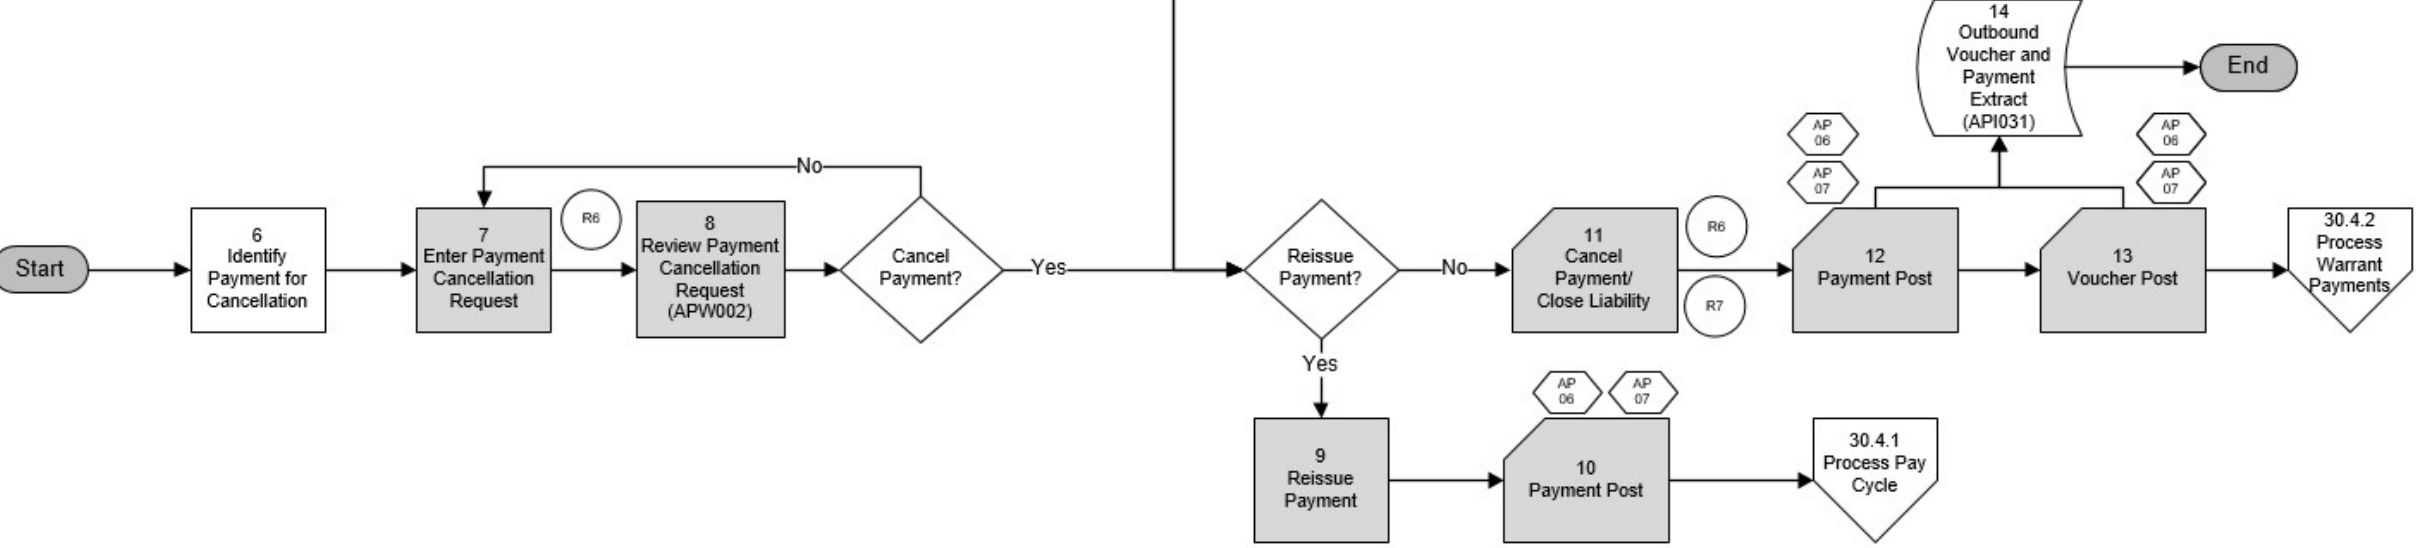 Start
6
Identify
Payment for
Cancellation
7
Enter Payment
Cancellation
Request
No
R6
8
Review Payment
Cancellation
Request
(APW002)
Cancel
Payment?
Yes
Reissue
Payment?
No
11
Cancel
Payment/
Close Liability
R6
R7
AP
06
AP
07
12
Payment Post
14
Outbound
Voucher and
Payment
Extract
(API031)
End
AP
06
AP
07
13
Voucher Post
30.4.2
Process
Warrant
Payments
Yes
9
Reissue
Payment
AP
06
AP
07
10
Payment Post
30.4.1
Process Pay
Cycle